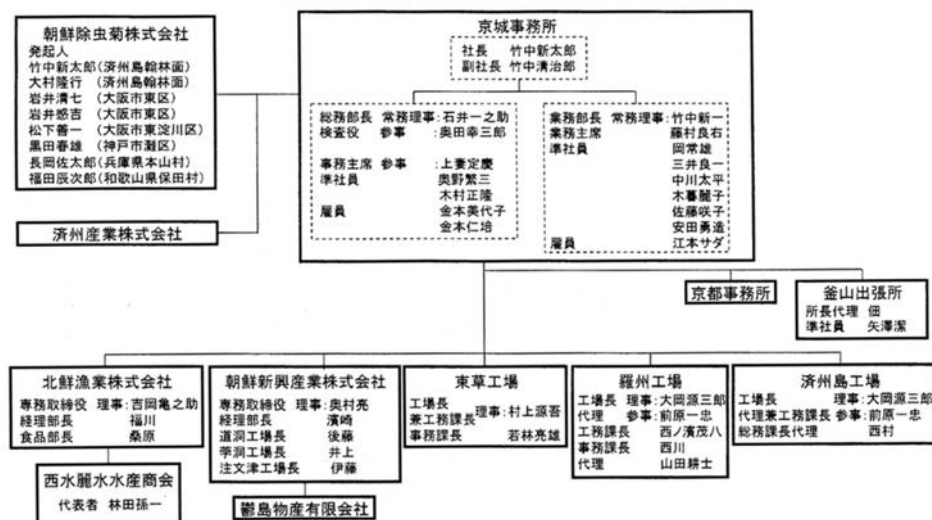 朝鮮除虫菊株式会社
発起人
竹中新太郎(済州島翰林面)
大村隆行 (済州島翰林面)
岩井清七 (大阪市東区)
岩井惑吉 (大阪市東区)
松下善一 (大阪市東淀川区)
黒田春雄 (神戸市灘区)
長岡佐太郎(兵庫県本山村)
福田辰次郎(和歌山県保田村)
済州産業株式会社
京城事務所
社長 竹中新太郎
副社長 竹中清治郎
総務部長 常務理事:石井一之助
検査役 参事 :奥田幸三郎
事務主席 参事 :上妻定慶
準社員 奥野繁三
木村正隆
雇員 金本美代子
金本仁培
業務部長 常務理事:竹中新一
業務主席 藤村良右
準社員 岡常雄
三井良一
中川太平
木暮麗子
佐藤咲子
安田勇造
雇員 江本サダ
京都事務所
釜山出張所
所長代理 佃
準社員 矢澤潔
北鮮漁業株式会社
専務取締役 理事:吉岡亀之助
経理部長 福川
食品部長 桑原
西水麗水水産商会
代表者 林田孫一
朝鮮新興産業株式会社
専務取締役 理事:奥村亮
経理部長 濱崎
道洞工場長 後藤
苧洞工場長 井上
注文津工場長 伊藤
鬱島物産有限会社
束草工場
工場長
兼工務課長 理事:村上源吾
事務課長 若林亮雄
羅州工場
工場長 理事:大岡源三郎
代理 参事:前原一忠
工務課長 西ノ濱茂八
事務課長 西川
代理 山田耕士
済州島工場
工場長 理事:大岡源三郎
代理兼工務課長 参事:前原一忠
総務課長代理 西村